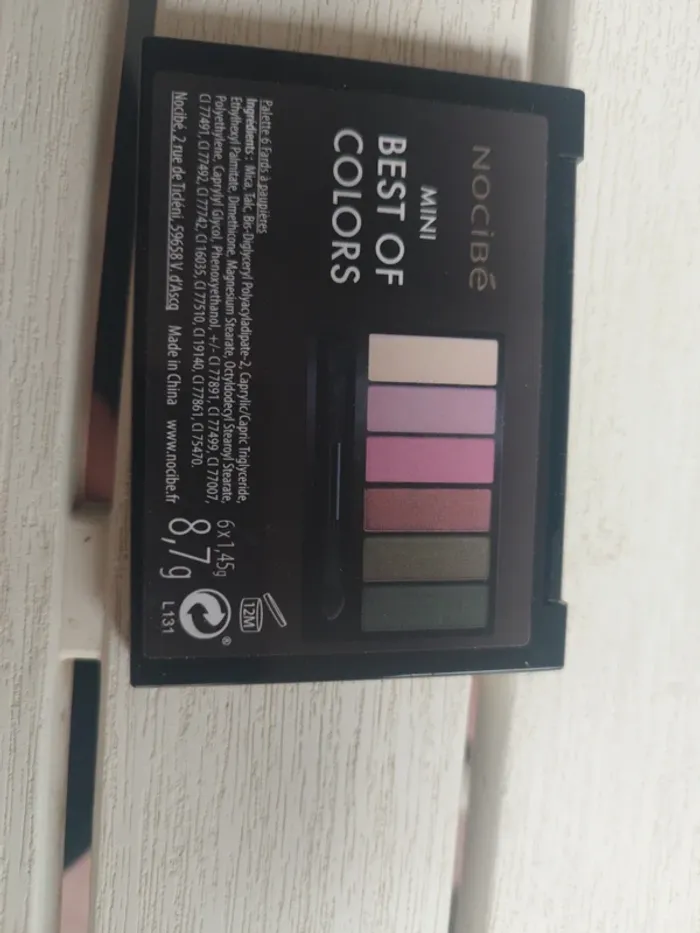 NOCiBé
MINI
BEST OF
COLORS
Palette 6 Fards à paupières
Ingredients : Mica, Talc, Bis-Diglyceryl Polyacyladipate-2, Caprylic/Capric Triglyceride,
Ethylhexyl Palmitate, Dimethicone, Magnesium Stearate, Octyldodecyl Stearoyl Stearate,
Polyethylene, Caprylyl Glycol, Phenoxyethanol, +/- CI 77891, CI 77499, CI 77007,
CI 77491, CI 77492, CI 77742, CI 16035, CI 77510, CI 19140, CI 77861, CI 75470.
Nocibé, 2 rue de Ticléni, 59658 V. d'Ascq Made in China www.nocibe.fr
6 x 1,45g
8,7g
12M
®
L131